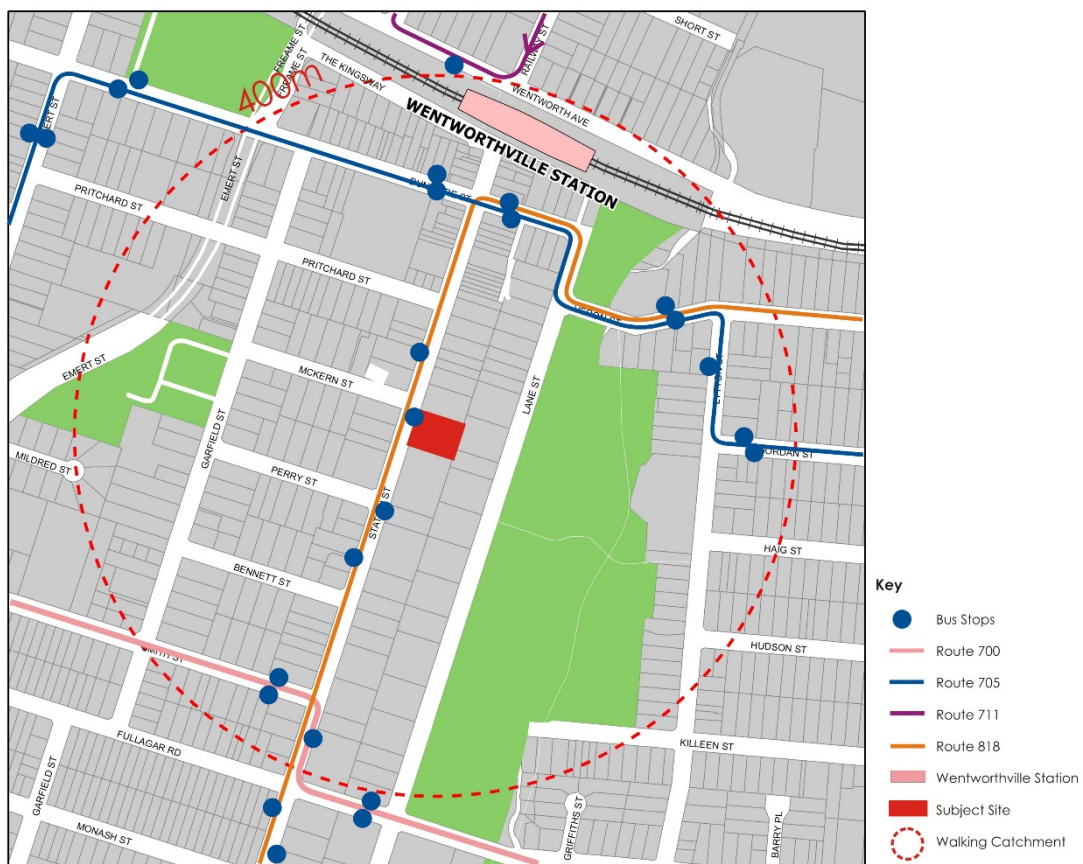 SHORT ST
FREAME ST
FREAME ST
RAILWAY ST
THE KINGSWAY
400m
WENTWORTH AVE
WENTWORTHVILLE STATION
EMERT ST
PRITCHARD ST
PRITCHARD ST
EMERT ST
MCKERN ST
LANE ST
GARFIELD ST
JORDAN ST
MILDRED ST
PERRY ST
HAIG ST
BENNETT ST
HUDSON ST
SMITH ST
KILLEEN ST
FULLAGAR RD
GARFIELD ST
MONASH ST
GRIFFITHS ST
BARRY PL
Key
Bus Stops
Route 700
Route 705
Route 711
Route 818
Wentworthville Station
Subject Site
Walking Catchment